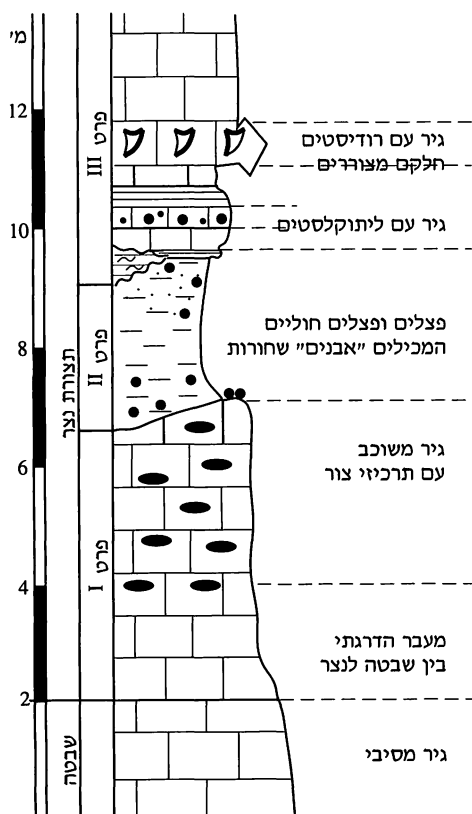 מ׳
12
10
8
6
4
2
פרט III
פרט II
פרט I
תצורת נצר
שבטה
גיר עם רודיסטים
חלקם מצוררים
גיר עם ליתוקלסטים
פצלים ופצלים חוליים
המכילים "אבנים" שחורות
גיר משוכב
עם תרכיזי צור
מעבר הדרגתי
בין שבטה לנצר
גיר מסיבי